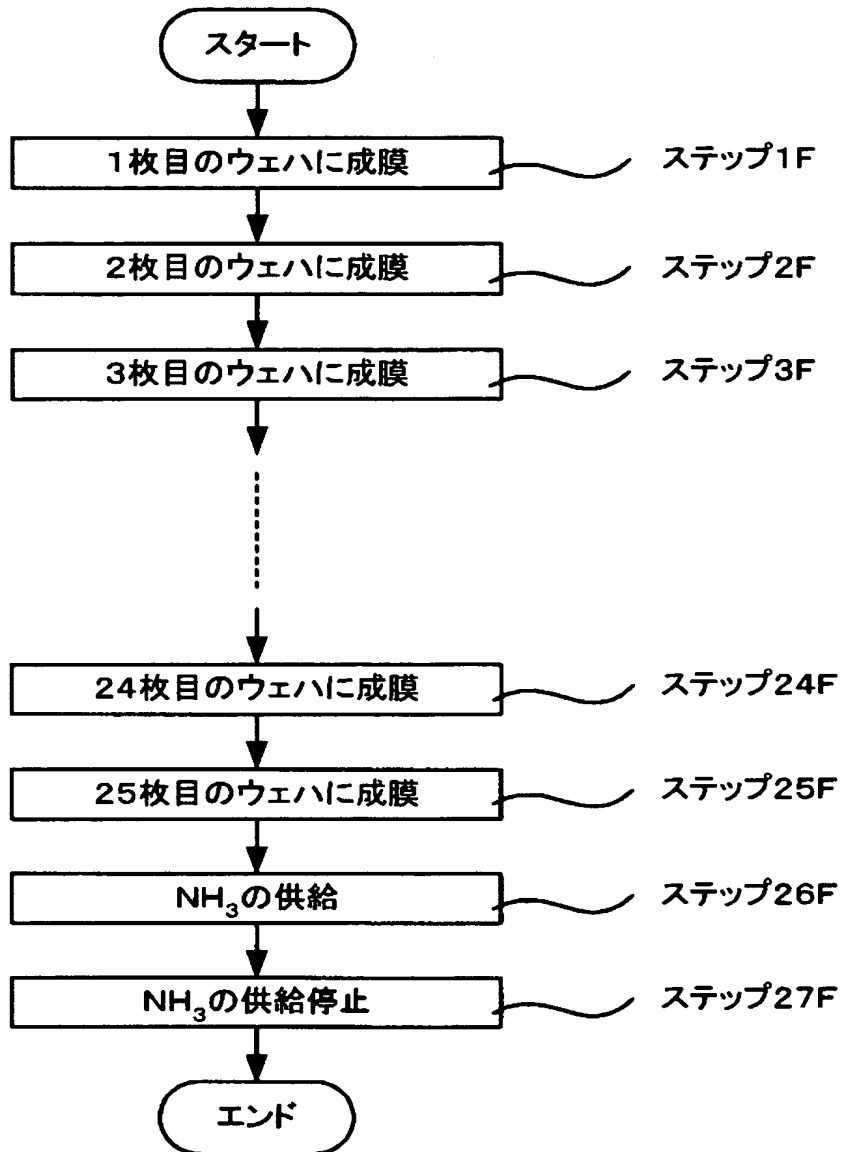 スタート
1枚目のウェハに成膜 ステップ1F
2枚目のウェハに成膜 ステップ2F
3枚目のウェハに成膜 ステップ3F
24枚目のウェハに成膜 ステップ24F
25枚目のウェハに成膜 ステップ25F
NH₃の供給 ステップ26F
NH₃の供給停止 ステップ27F
エンド